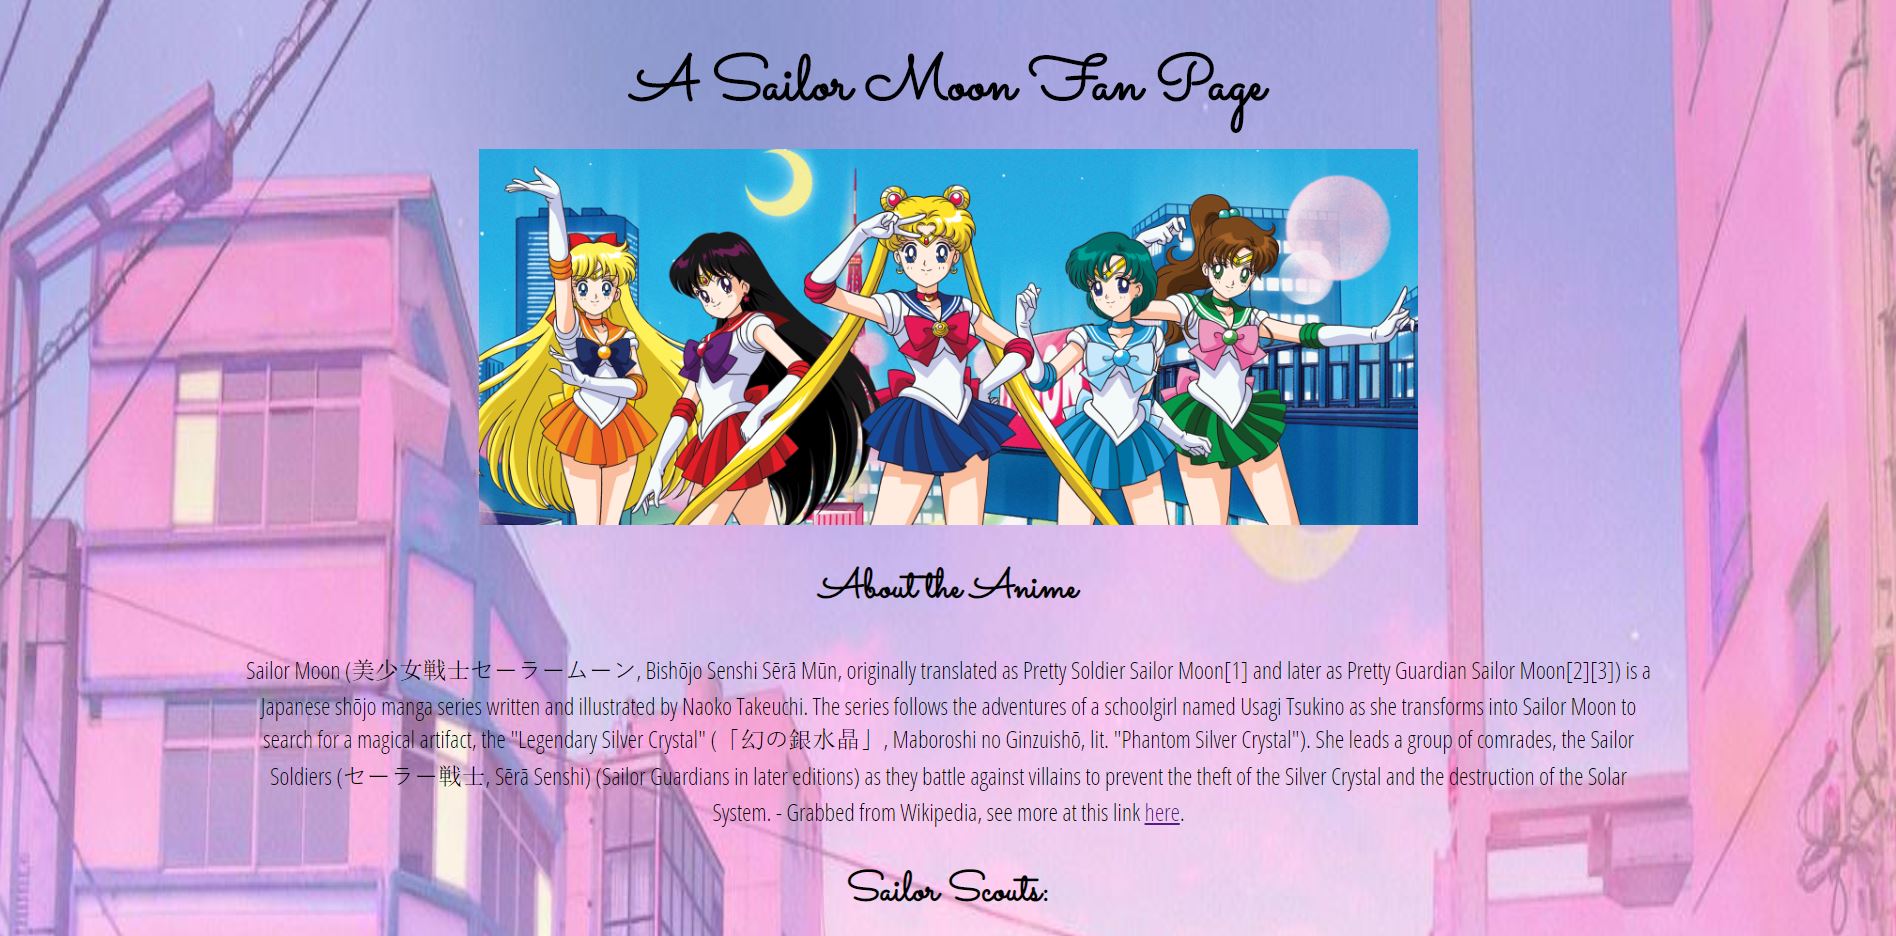 A Sailor Moon Fan Page
About the Anime
Sailor Moon (美少女戦士セーラームーン, Bishōjo Senshi Sērā Mūn, originally translated as Pretty Soldier Sailor Moon[1] and later as Pretty Guardian Sailor Moon[2][3]) is a
Japanese shōjo manga series written and illustrated by Naoko Takeuchi. The series follows the adventures of a schoolgirl named Usagi Tsukino as she transforms into Sailor Moon to
search for a magical artifact, the "Legendary Silver Crystal" (「幻の銀水晶」, Maboroshi no Ginzuishō, lit. "Phantom Silver Crystal"). She leads a group of comrades, the Sailor
Soldiers (セーラー戦士, Sērā Senshi) (Sailor Guardians in later editions) as they battle against villains to prevent the theft of the Silver Crystal and the destruction of the Solar
System. - Grabbed from Wikipedia, see more at this link here.
Sailor Scouts: